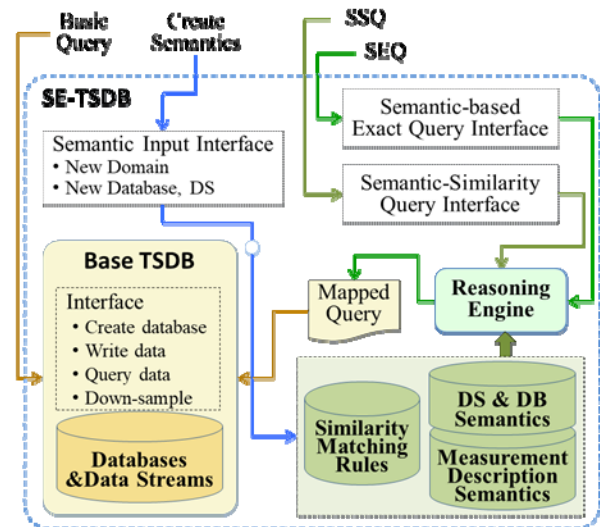 Basic
Query
Create
Semantics
SSQ
SEQ
SE-TSDB
Semantic Input Interface
• New Domain
• New Database, DS
Semantic-based
Exact Query Interface
Semantic-Similarity
Query Interface
Base TSDB
Interface
• Create database
• Write data
• Query data
• Down-sample
Databases
&Data Streams
Mapped
Query
Reasoning
Engine
Similarity
Matching
Rules
DS & DB
Semantics
Measurement
Description
Semantics